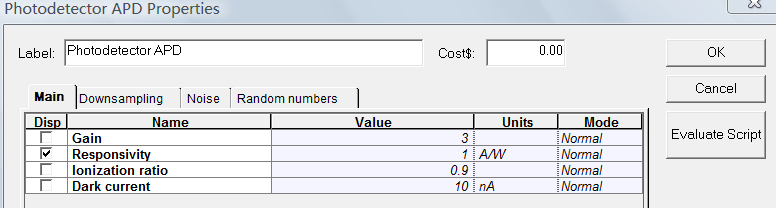 Photodetector APD Properties
Label: Photodetector APD Cost$: 0.00 OK
Cancel
Main Downsampling Noise Random numbers
Evaluate Script
Disp Name Value Units Mode
Gain 3 Normal
Responsivity 1 A/W Normal
Ionization ratio 0.9 Normal
Dark current 10 nA Normal